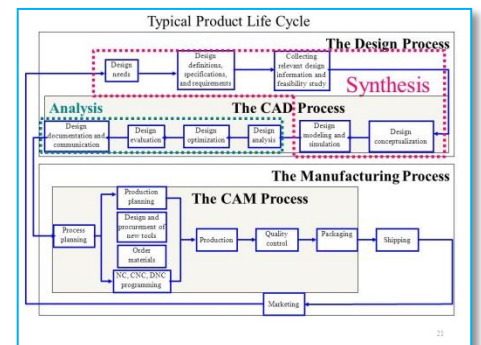 Typical Product Life Cycle
The Design Process
Design
needs
Design
definitions,
specifications,
and requirements
Collecting
relevant design
information and
feasibility study
Synthesis
Analysis
The CAD Process
Design
documentation and
communication
Design
evaluation
Design
optimization
Design
analysis
Design
modeling and
simulation
Design
conceptualization
The Manufacturing Process
Production
planning
The CAM Process
Process
planning
Design and
procurement of
new tools
Order
materials
NC, CNC, DNC
programming
Production
Quality
control
Packaging
Shipping
Marketing
21